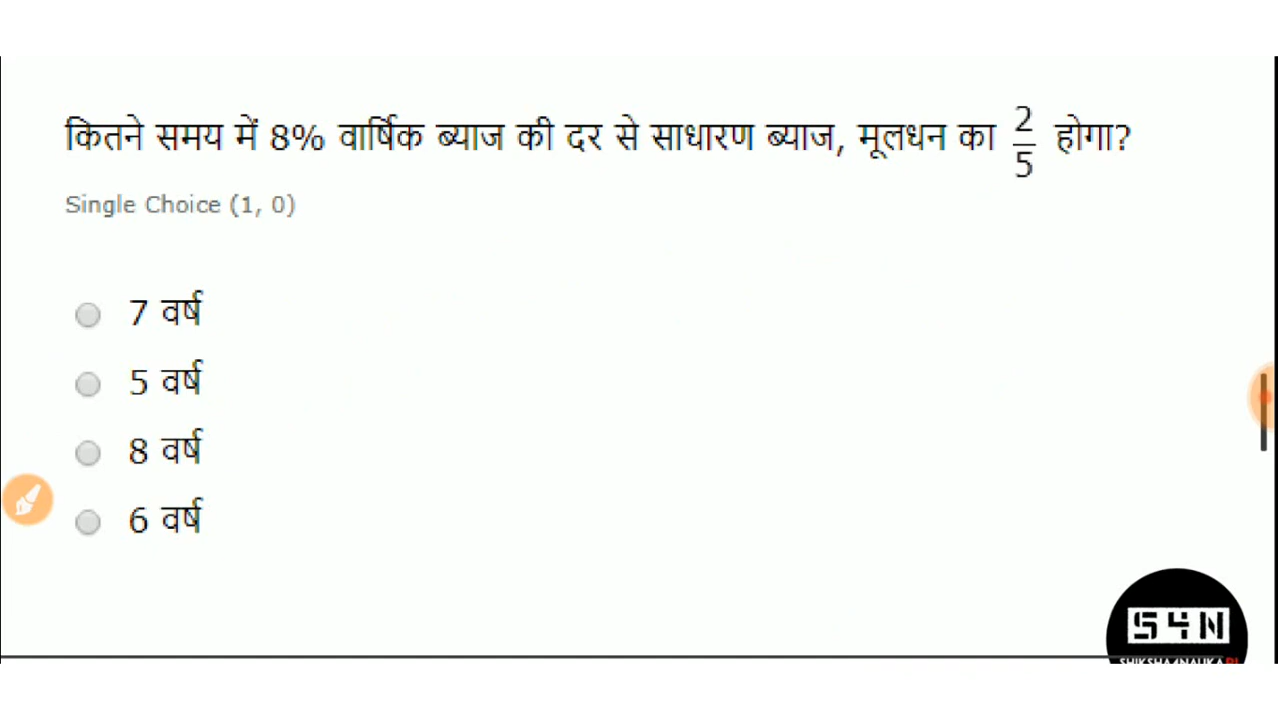 कितने समय में 8% वार्षिक ब्याज की दर से साधारण ब्याज, मूलधन का 2/5 होगा?
Single Choice (1, 0)
7 वर्ष
5 वर्ष
8 वर्ष
6 वर्ष
S4N